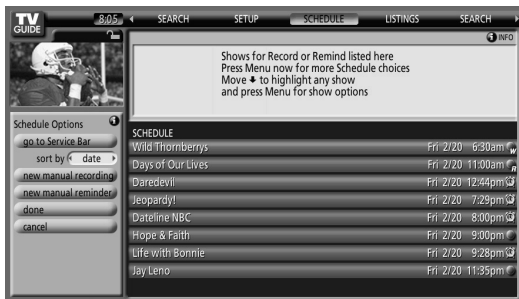 TV
GUIDE
8:05
SEARCH SETUP SCHEDULE LISTINGS SEARCH
INFO
Shows for Record or Remind listed here
Press Menu now for more Schedule choices
Move to highlight any show
and press Menu for show options
Schedule Options
go to Service Bar
sort by date
new manual recording
new manual reminder
done
cancel
SCHEDULE
Wild Thornberrys Fri 2/20 6:30am W
Days of Our Lives Fri 2/20 11:00am R
Daredevil Fri 2/20 12:44pm
Jeopardy! Fri 2/20 7:29pm
Dateline NBC Fri 2/20 8:00pm
Hope & Faith Fri 2/20 9:00pm
Life with Bonnie Fri 2/20 9:28pm
Jay Leno Fri 2/20 11:35pm